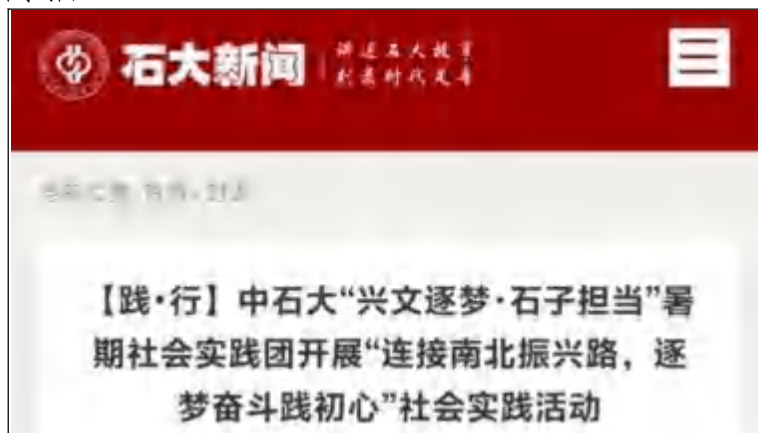 石大新闻
【践·行】中石大“兴文逐梦·石子担当”暑
期社会实践团开展“连接南北振兴路，逐
梦奋斗践初心”社会实践活动